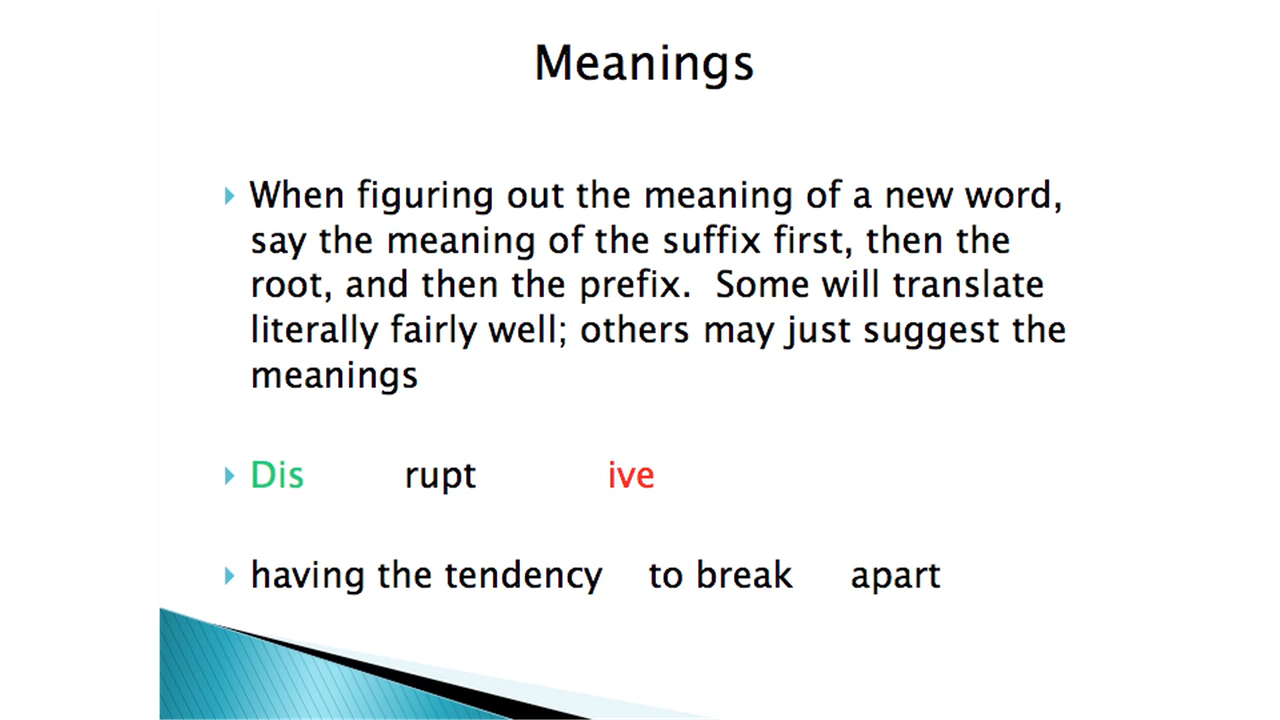 Meanings
When figuring out the meaning of a new word,
say the meaning of the suffix first, then the
root, and then the prefix.  Some will translate
literally fairly well; others may just suggest the
meanings
Dis rupt ive
having the tendency to break apart